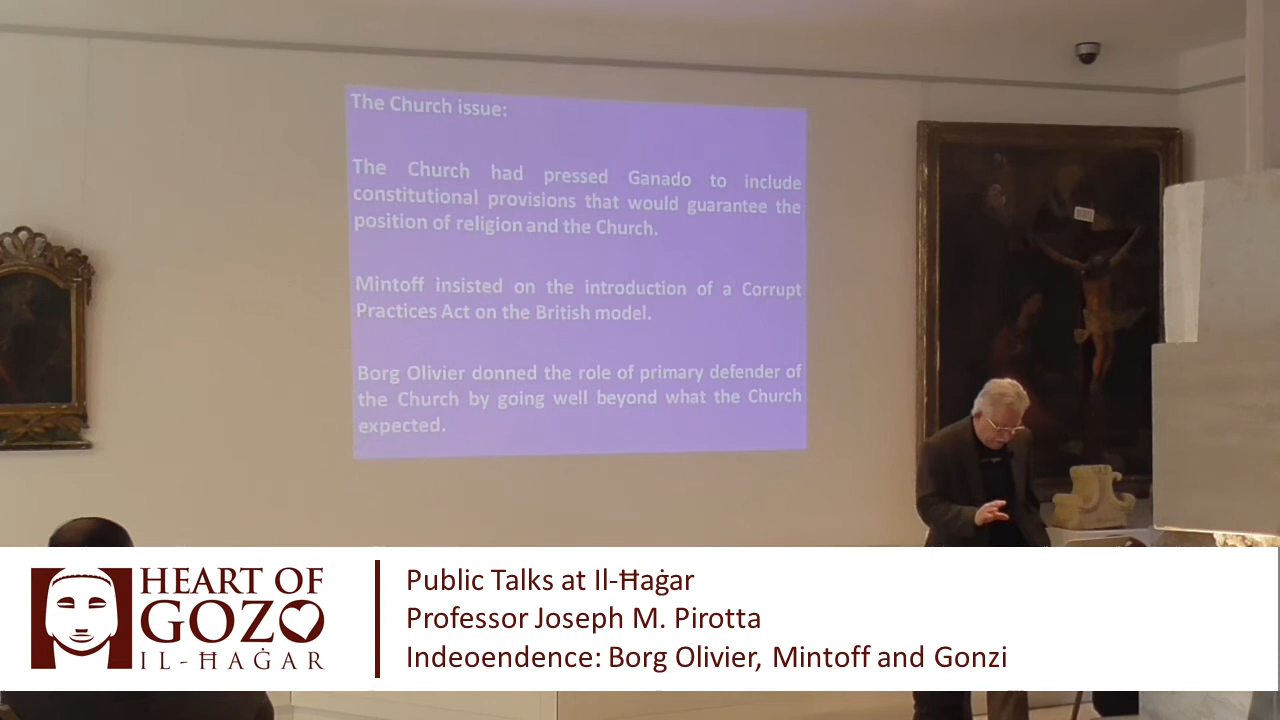 The Church issue:
The Church had pressed Ganado to include
constitutional provisions that would guarantee the
position of religion and the Church.
Mintoff insisted on the introduction of a Corrupt
Practices Act on the British model.
Borg Olivier donned the role of primary defender of
the Church by going well beyond what the Church
expected.
HEART OF
GOZO
IL-ĦAĠAR
Public Talks at Il-Ħaġar
Professor Joseph M. Pirotta
Indeoendence: Borg Olivier, Mintoff and Gonzi